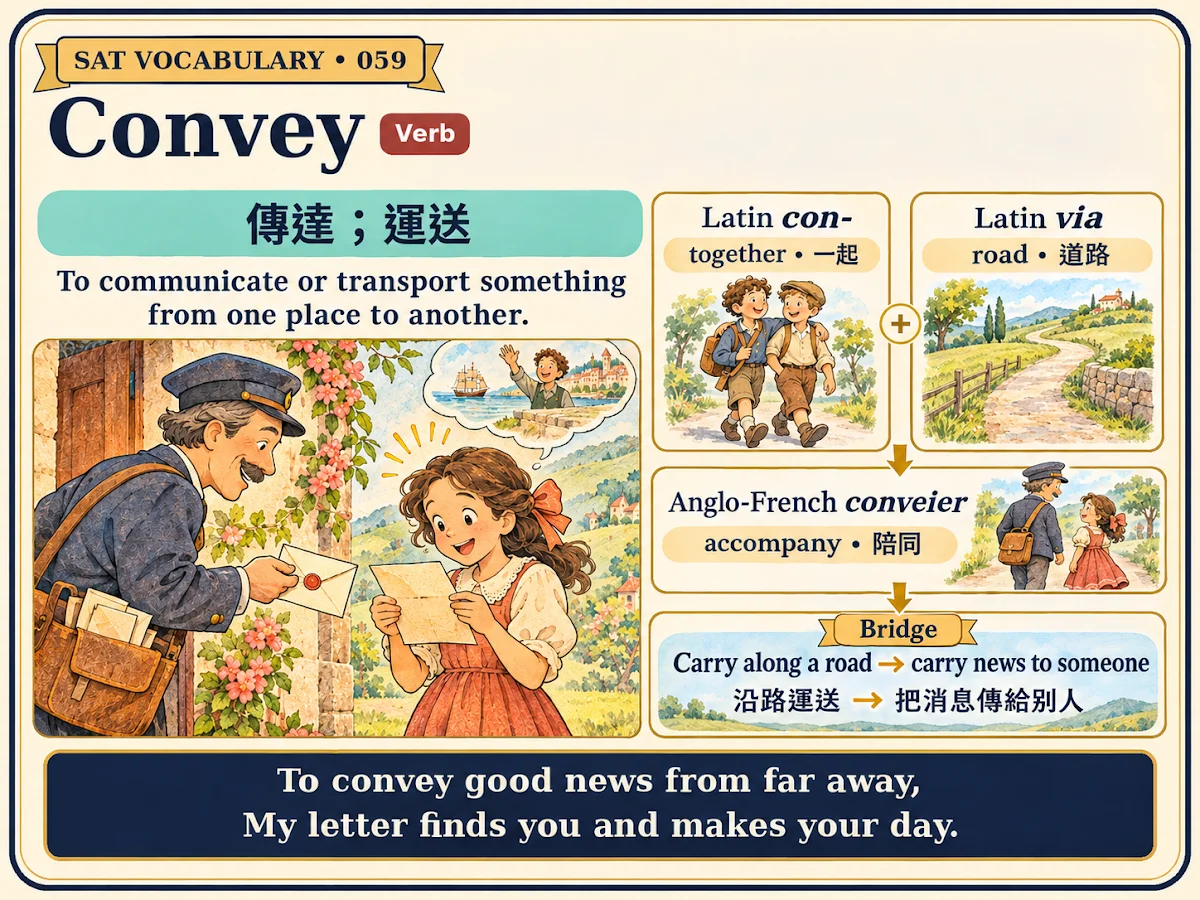 SAT VOCABULARY • 059
Convey
Verb
傳達；運送
To communicate or transport something
from one place to another.
Latin con-
together • 一起
+
Latin via
road • 道路
Anglo-French conveier
accompany • 陪同
Bridge
Carry along a road → carry news to someone
沿路運送 → 把消息傳給別人
To convey good news from far away,
My letter finds you and makes your day.